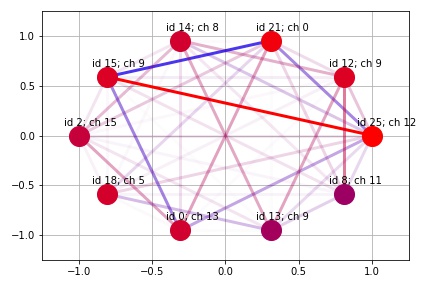 id 14; ch 8
id 21; ch 0
id 15; ch 9
id 12; ch 9
id 2; ch 15
id 25; ch 12
id 18; ch 5
id 8; ch 11
id 0; ch 13
id 13; ch 9
1.0
0.5
0.0
−0.5
−1.0
−1.0
−0.5
0.0
0.5
1.0